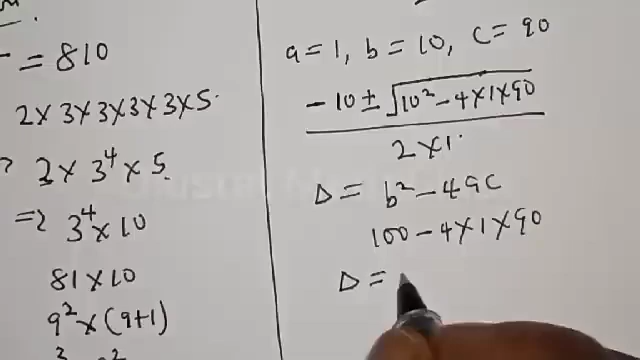 = 810
2 x 3 x 3 x 3 x 3 x 5.
2 x 3⁴ x 5.
=> 3⁴ x 10
81 x 10
9² x (9+1)
a = 1, b = 10, c = 90
-10 ± √10² - 4 x 1 x 90
2 x 1.
Δ = b² - 4ac
100 - 4 x 1 x 90
Δ =